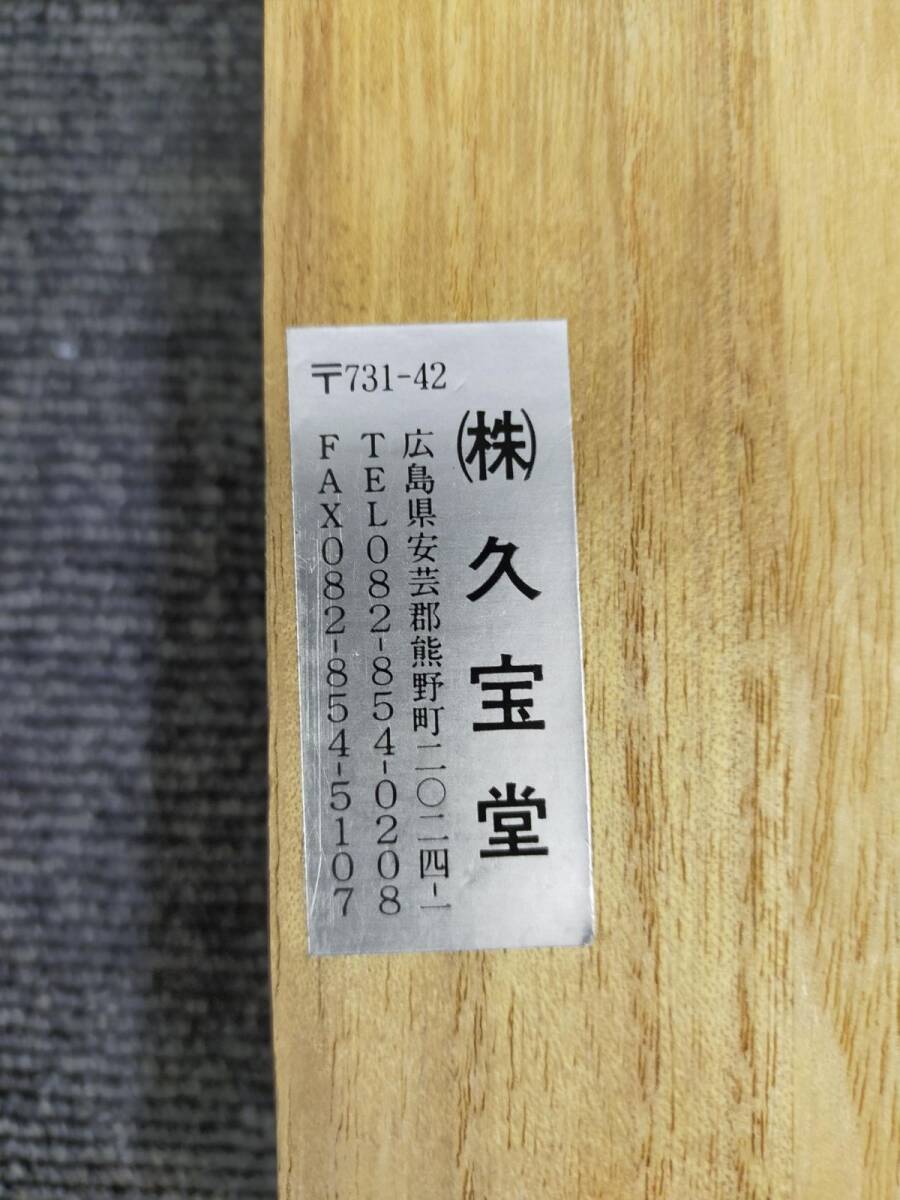 〒731-42
㈱久宝堂
広島県安芸郡熊野町二〇二四-一
TEL082-854-0208
FAX082-854-5107